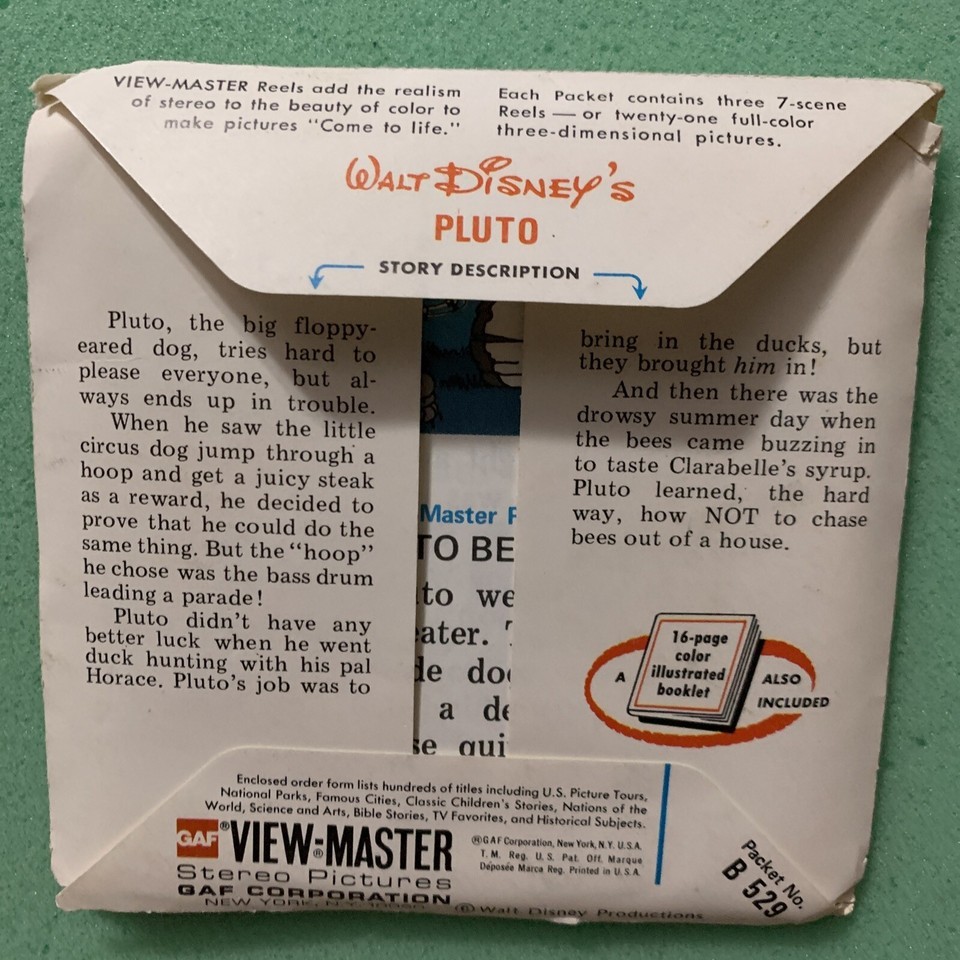 VIEW-MASTER Reels add the realism
of stereo to the beauty of color to
make pictures "Come to life."
Each Packet contains three 7-scene
Reels — or twenty-one full-color
three-dimensional pictures.
WALT DISNEY'S
PLUTO
STORY DESCRIPTION
Pluto, the big floppy-
eared dog, tries hard to
please everyone, but al-
ways ends up in trouble.
When he saw the little
circus dog jump through a
hoop and get a juicy steak
as a reward, he decided to
prove that he could do the
same thing. But the "hoop"
he chose was the bass drum
leading a parade!
Pluto didn't have any
better luck when he went
duck hunting with his pal
Horace. Pluto's job was to
Master
TO BE
to we
ater.
a de
bring in the ducks, but
they brought him in!
And then there was the
drowsy summer day when
the bees came buzzing in
to taste Clarabelle's syrup.
Pluto learned, the hard
way, how NOT to chase
bees out of a house.
A
16-page
color
illustrated
booklet
ALSO
INCLUDED
Enclosed order form lists hundreds of titles including U.S. Picture Tours,
National Parks, Famous Cities, Classic Children's Stories, Nations of the
World, Science and Arts, Bible Stories, TV Favorites, and Historical Subjects.
GAF® VIEW-MASTER®
Stereo Pictures
GAF CORPORATION
NEW YORK, N.Y.
®GAF Corporation, New York, N.Y. U.S.A.
T. M. Reg. U. S. Pat. Off. Marque
Déposée Marca Reg. Printed in U. S. A.
©Walt Disney Productions
Packet No.
B 529